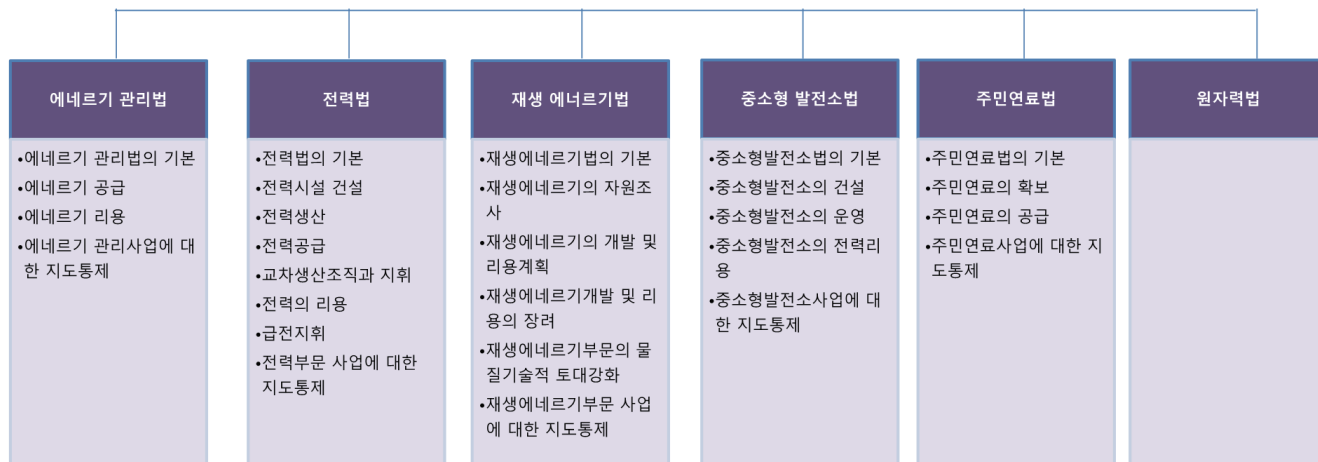 에네르기 관리법
•에네르기 관리법의 기본
•에네르기 공급
•에네르기 리용
•에네르기 관리사업에 대
한 지도통제
전력법
•전력법의 기본
•전력시설 건설
•전력생산
•전력공급
•교차생산조직과 지휘
•전력의 리용
•급전지휘
•전력부문 사업에 대한
지도통제
재생 에너르기법
•재생에네르기법의 기본
•재생에네르기의 자원조
사
•재생에네르기의 개발 및
리용계획
•재생에네르기개발 및 리
용의 장려
•재생에네르기부문의 물
질기술적 토대강화
•재생에네르기부문 사업
에 대한 지도통제
중소형 발전소법
•중소형발전소법의 기본
•중소형발전소의 건설
•중소형발전소의 운영
•중소형발전소의 전력리
용
•중소형발전소사업에 대
한 지도통제
주민연료법
•주민연료법의 기본
•주민연료의 확보
•주민연료의 공급
•주민연료사업에 대한 지
도통제
원자력법